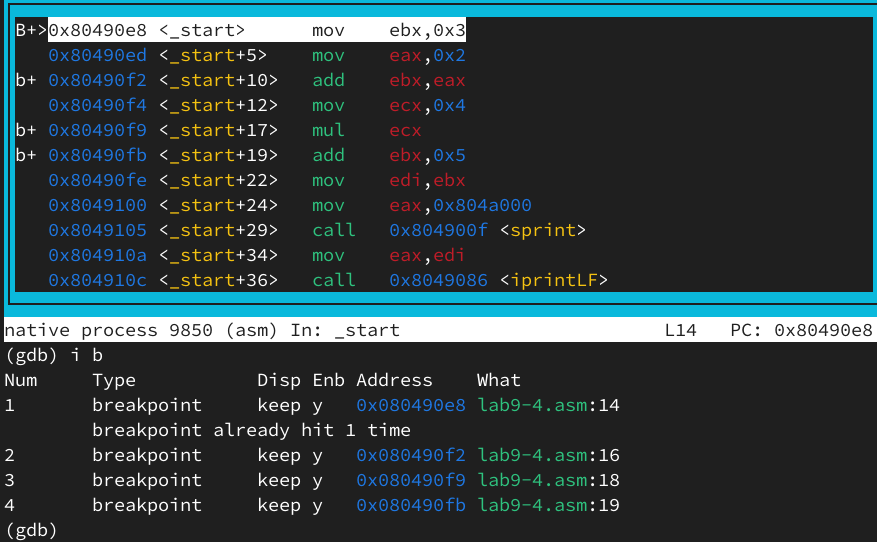 B+>0x80490e8 <_start>      mov    ebx,0x3
   0x80490ed <_start+5>    mov    eax,0x2
b+ 0x80490f2 <_start+10>   add    ebx,eax
   0x80490f4 <_start+12>   mov    ecx,0x4
b+ 0x80490f9 <_start+17>   mul    ecx
b+ 0x80490fb <_start+19>   add    ebx,0x5
   0x80490fe <_start+22>   mov    edi,ebx
   0x8049100 <_start+24>   mov    eax,0x804a000
   0x8049105 <_start+29>   call   0x804900f <sprint>
   0x804910a <_start+34>   mov    eax,edi
   0x804910c <_start+36>   call   0x8049086 <iprintLF>
native process 9850 (asm) In: _start                        L14   PC: 0x80490e8
(gdb) i b
Num     Type           Disp Enb Address    What
1       breakpoint     keep y   0x080490e8 lab9-4.asm:14
        breakpoint already hit 1 time
2       breakpoint     keep y   0x080490f2 lab9-4.asm:16
3       breakpoint     keep y   0x080490f9 lab9-4.asm:18
4       breakpoint     keep y   0x080490fb lab9-4.asm:19
(gdb)